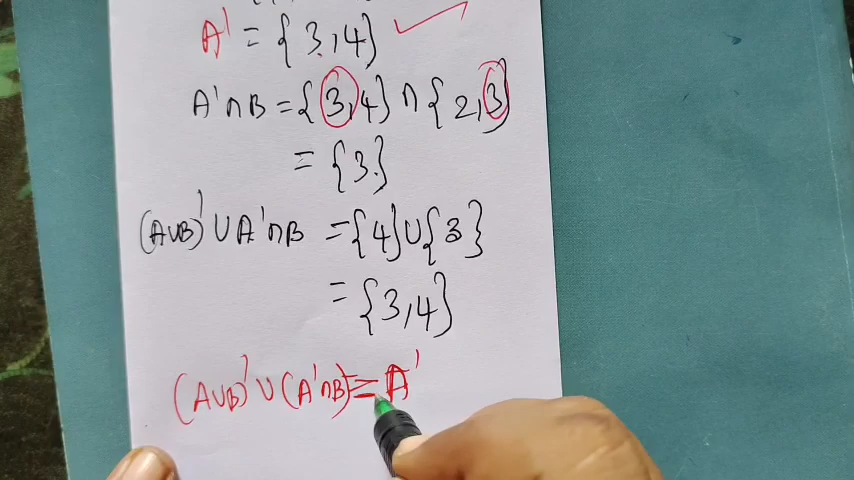 A' = {3,4}
A'∩B = {3,4} ∩ {2,3}
= {3}
(A∪B)' ∪ A'∩B = {4} ∪ {3}
= {3,4}
(A∪B)' ∪ (A'∩B) = A'